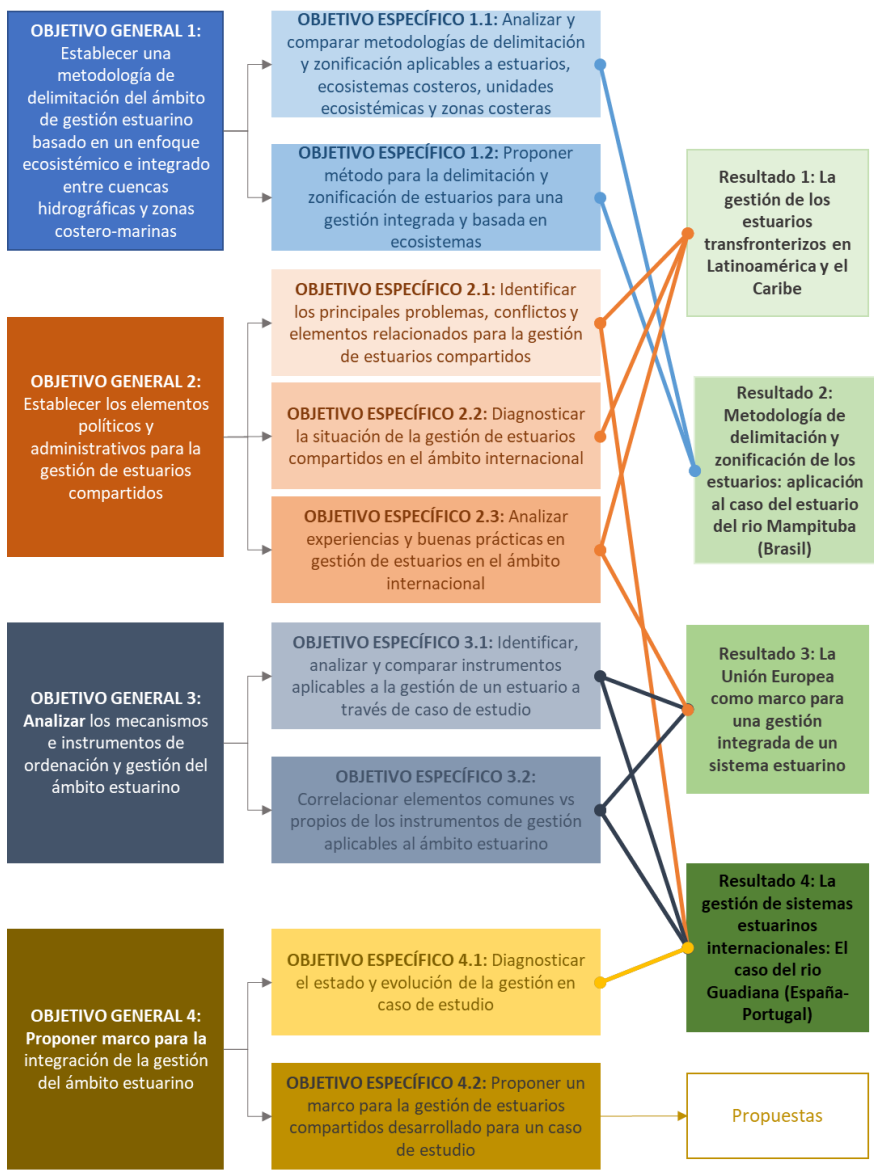 OBJETIVO GENERAL 1:
Establecer una
metodología de
delimitación del ámbito
de gestión estuarino
basado en un enfoque
ecosistémico e integrado
entre cuencas
hidrográficas y zonas
costero-marinas
OBJETIVO ESPECÍFICO 1.1: Analizar
y comparar metodologías de
delimitación y zonificación
aplicables a estuarios,
ecosistemas costeros, unidades
ecosistémicas y zonas costeras
OBJETIVO ESPECÍFICO 1.2: Proponer
método para la delimitación y
zonificación de estuarios para una
gestión integrada y basada en
ecosistemas
OBJETIVO GENERAL 2:
Establecer los elementos
políticos y
administrativos para la
gestión de estuarios
compartidos
OBJETIVO ESPECÍFICO 2.1: Identificar
los principales problemas,
conflictos y
elementos relacionados para la
gestión
de estuarios compartidos
OBJETIVO ESPECÍFICO 2.2: Diagnosticar
la situación de la gestión de estuarios
compartidos en el ámbito internacional
OBJETIVO ESPECÍFICO 2.3: Analizar
experiencias y buenas prácticas en
gestión de estuarios en el ámbito
internacional
OBJETIVO GENERAL 3:
Analizar los mecanismos
e instrumentos de
ordenación y gestión del
ámbito estuarino
OBJETIVO ESPECÍFICO 3.1: Identificar,
analizar y comparar instrumentos
aplicables a la gestión de un estuario a
través de caso de estudio
OBJETIVO ESPECÍFICO 3.2:
Correlacionar elementos comunes vs
propios de los instrumentos de gestión
aplicables al ámbito estuarino
OBJETIVO GENERAL 4:
Proponer marco para la
integración de la gestión
del ámbito estuarino
OBJETIVO ESPECÍFICO 4.1: Diagnosticar
el estado y evolución de la gestión en
caso de estudio
OBJETIVO ESPECÍFICO 4.2: Proponer un
marco para la gestión de estuarios
compartidos desarrollado para un caso
de estudio
Resultado 1: La
gestión de los
estuarios
transfronterizos en
Latinoamérica y el
Caribe
Resultado 2:
Metodología de
delimitación y
zonificación de los
estuarios: aplicación
al caso del estuario
del rio Mampituba
(Brasil)
Resultado 3: La
Unión Europea
como marco para
una gestión
integrada de un
sistema estuarino
Resultado 4: La
gestión de sistemas
estuarinos
internacionales: El
caso del rio
Guadiana (España-
Portugal)
Propuestas